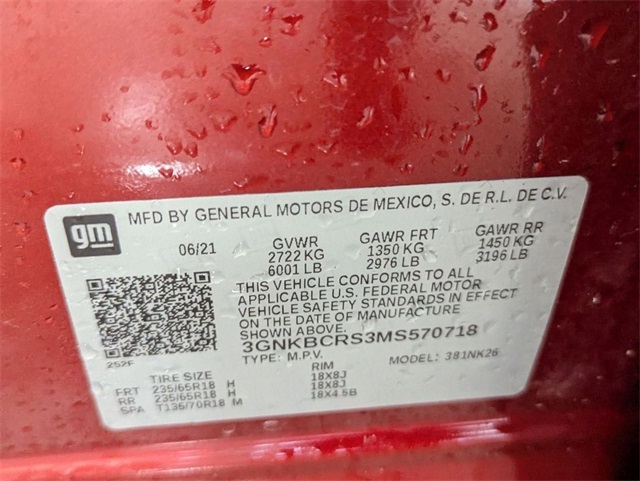 gm
MFD BY GENERAL MOTORS DE MEXICO, S. DE R.L. DE C.V.
06/21 GVWR GAWR FRT GAWR RR
2722 KG 1350 KG 1450 KG
6001 LB 2976 LB 3196 LB
THIS VEHICLE CONFORMS TO ALL
APPLICABLE U.S. FEDERAL MOTOR
VEHICLE SAFETY STANDARDS IN EFFECT
ON THE DATE OF MANUFACTURE
SHOWN ABOVE.
3GNKBCRS3MS570718
252F TYPE: M.P.V. MODEL: 381NK26
TIRE SIZE RIM
FRT 235/65R18 H 18X8J
RR 235/65R18 H 18X8J
SPA T135/70R18 M 18X4.5B